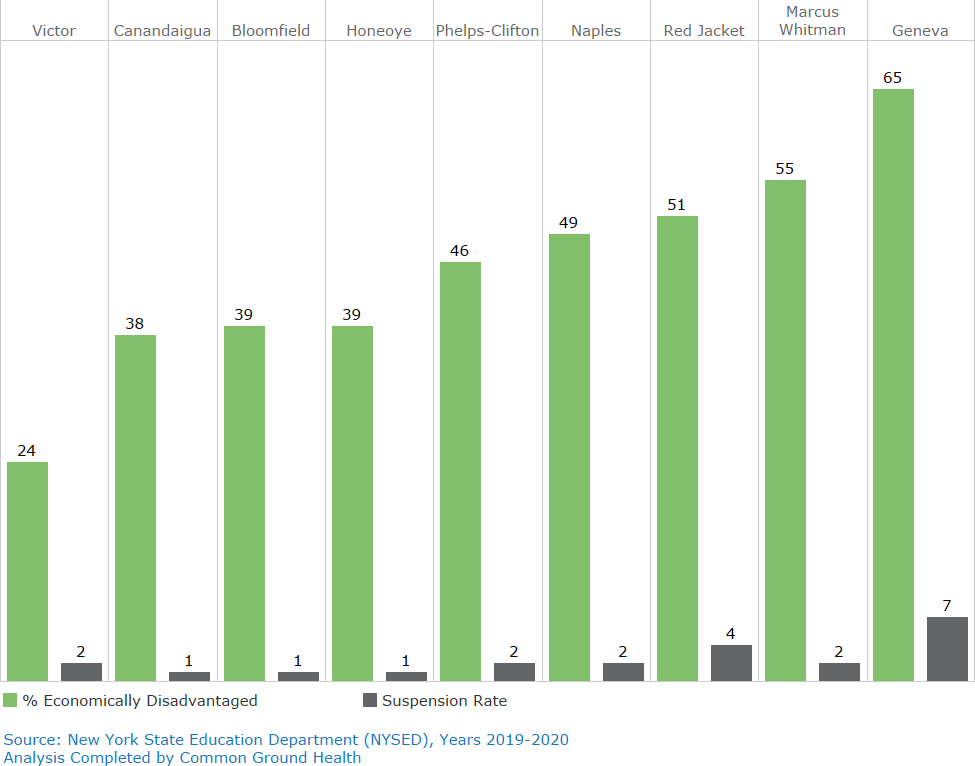 Victor
Canandaigua
Bloomfield
Honeoye
Phelps-Clifton
Naples
Red Jacket
Marcus
Whitman
Geneva
24
2
38
1
39
1
39
1
46
2
49
2
51
4
55
2
65
7
% Economically Disadvantaged
Suspension Rate
Source: New York State Education Department (NYSED), Years 2019-2020
Analysis Completed by Common Ground Health